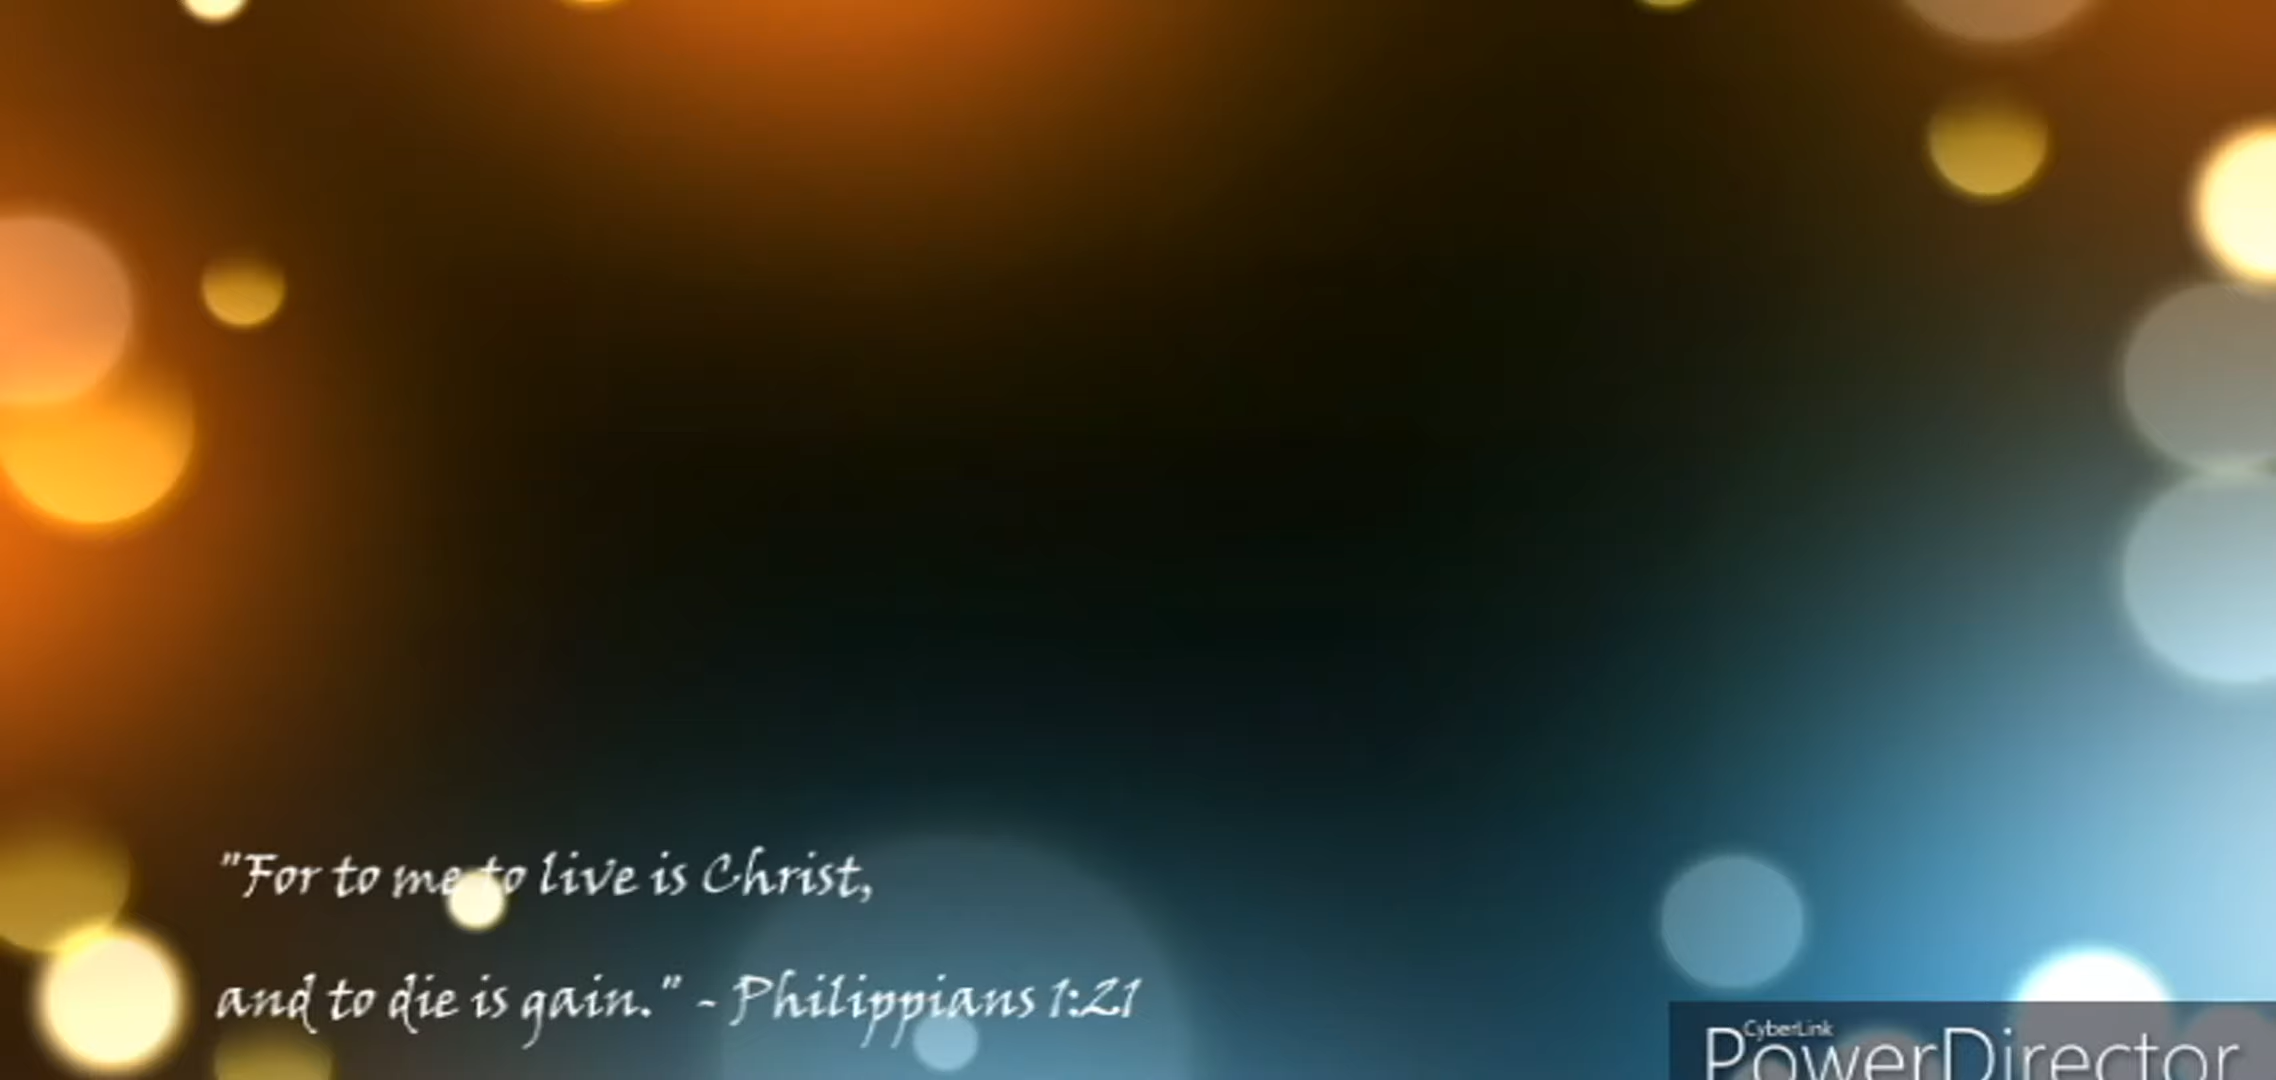 "For to me to live is Christ,
and to die is gain." - Philippians 1:21
CyberLink
PowerDirector